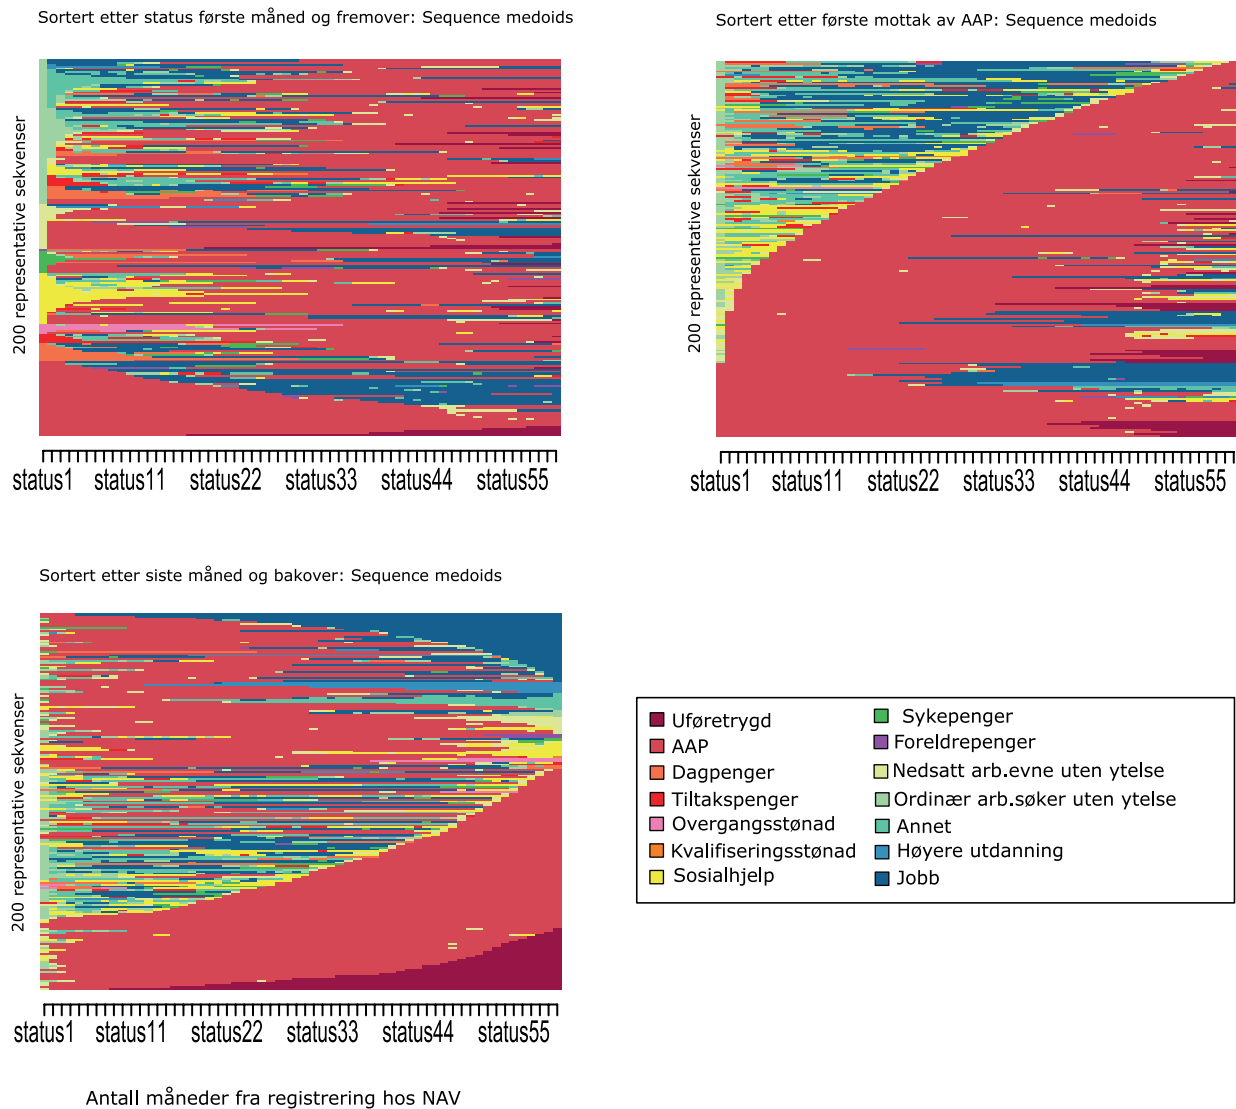 Sortert etter status første måned og fremover: Sequence medoids
200 representative sekvenser
status1 status11 status22 status33 status44 status55
Sortert etter første mottak av AAP: Sequence medoids
200 representative sekvenser
status1 status11 status22 status33 status44 status55
Sortert etter siste måned og bakover: Sequence medoids
200 representative sekvenser
status1 status11 status22 status33 status44 status55
Antall måneder fra registrering hos NAV
Uføretrygd
AAP
Dagpenger
Tiltakspenger
Overgangsstønad
Kvalifiseringsstønad
Sosialhjelp
Sykepenger
Foreldrepenger
Nedsatt arb.evne uten ytelse
Ordinær arb.søker uten ytelse
Annet
Høyere utdanning
Jobb